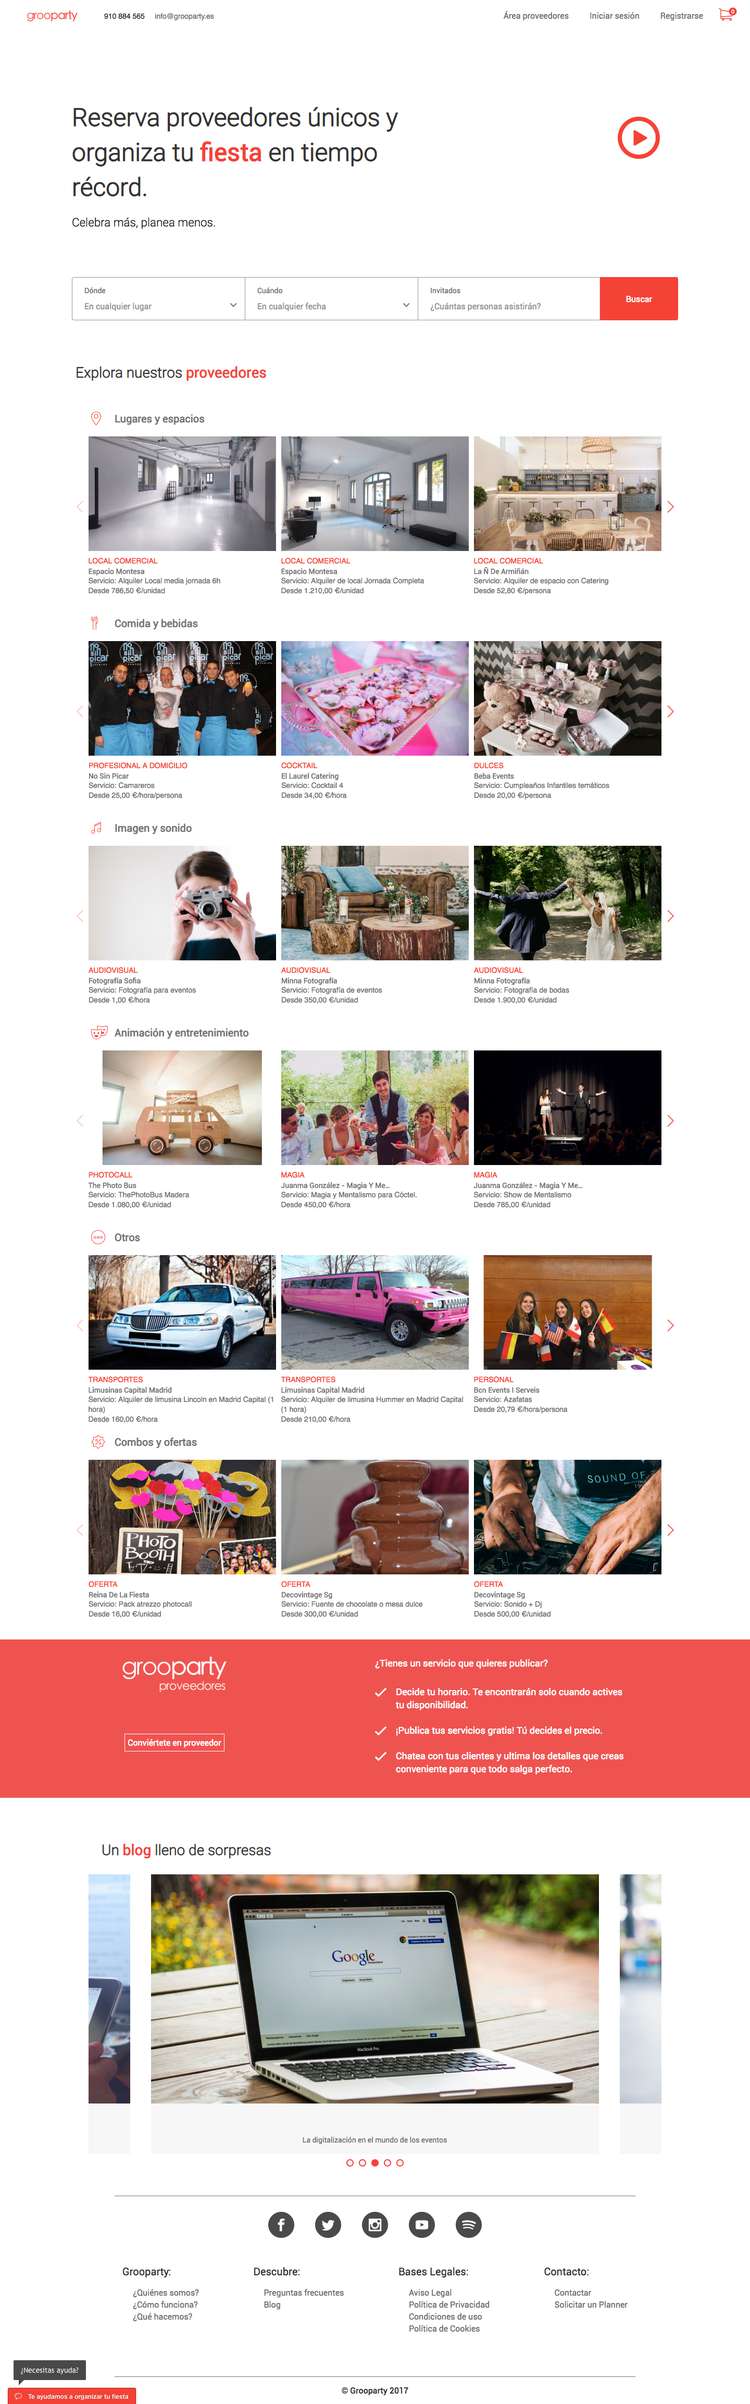 grooparty
910 884 565 info@grooparty.es
Área proveedores Iniciar sesión Registrarse 0
Reserva proveedores únicos y
organiza tu fiesta en tiempo
récord.
Celebra más, planea menos.
Dónde
En cualquier lugar
Cuándo
En cualquier fecha
Invitados
¿Cuántas personas asistirán?
Buscar
Explora nuestros proveedores
Lugares y espacios
LOCAL COMERCIAL
Espacio Montesa
Servicio: Alquiler Local media jornada 6h
Desde 786,50 €/unidad
LOCAL COMERCIAL
Espacio Montesa
Servicio: Alquiler de local Jornada Completa
Desde 1.210,00 €/unidad
LOCAL COMERCIAL
La Ñ De Armiñán
Servicio: Alquiler de espacio con Catering
Desde 52,80 €/persona
Comida y bebidas
PROFESIONAL A DOMICILIO
No Sin Picar
Servicio: Camareros
Desde 25,00 €/hora/persona
COCKTAIL
El Laurel Catering
Servicio: Cocktail 4
Desde 34,00 €/hora
DULCES
Beba Events
Servicio: Cumpleaños Infantiles temáticos
Desde 20,00 €/persona
Imagen y sonido
AUDIOVISUAL
Fotografía Sofia
Servicio: Fotografía para eventos
Desde 1,00 €/hora
AUDIOVISUAL
Minna Fotografía
Servicio: Fotografía de eventos
Desde 350,00 €/unidad
AUDIOVISUAL
Minna Fotografía
Servicio: Fotografía de bodas
Desde 1.900,00 €/unidad
Animación y entretenimiento
PHOTOCALL
The Photo Bus
Servicio: ThePhotoBus Madera
Desde 1.080,00 €/unidad
MAGIA
Juanma González - Magia Y Me...
Servicio: Magia y Mentalismo para Cóctel.
Desde 450,00 €/hora
MAGIA
Juanma González - Magia Y Me...
Servicio: Show de Mentalismo
Desde 785,00 €/unidad
Otros
TRANSPORTES
Limusinas Capital Madrid
Servicio: Alquiler de limusina Lincoln en Madrid Capital (1
hora)
Desde 160,00 €/hora
TRANSPORTES
Limusinas Capital Madrid
Servicio: Alquiler de limusina Hummer en Madrid Capital
(1 hora)
Desde 210,00 €/hora
PERSONAL
Bcn Events I Serveis
Servicio: Azafatas
Desde 20,79 €/hora/persona
Combos y ofertas
PHOTO
BOOTH
SOUND OF
OFERTA
Reina De La Fiesta
Servicio: Pack atrezzo photocall
Desde 16,00 €/unidad
OFERTA
Decovintage Sg
Servicio: Fuente de chocolate o mesa dulce
Desde 300,00 €/unidad
OFERTA
Decovintage Sg
Servicio: Sonido + Dj
Desde 500,00 €/unidad
grooparty
proveedores
Conviértete en proveedor
¿Tienes un servicio que quieres publicar?
Decide tu horario. Te encontrarán solo cuando actives
tu disponibilidad.
¡Publica tus servicios gratis! Tú decides el precio.
Chatea con tus clientes y ultima los detalles que creas
conveniente para que todo salga perfecto.
Un blog lleno de sorpresas
Google
MacBook Pro
La digitalización en el mundo de los eventos
Grooparty:
¿Quiénes somos?
¿Cómo funciona?
¿Qué hacemos?
Descubre:
Preguntas frecuentes
Blog
Bases Legales:
Aviso Legal
Política de Privacidad
Condiciones de uso
Política de Cookies
Contacto:
Contactar
Solicitar un Planner
¿Necesitas ayuda?
Te ayudamos a organizar tu fiesta
© Grooparty 2017